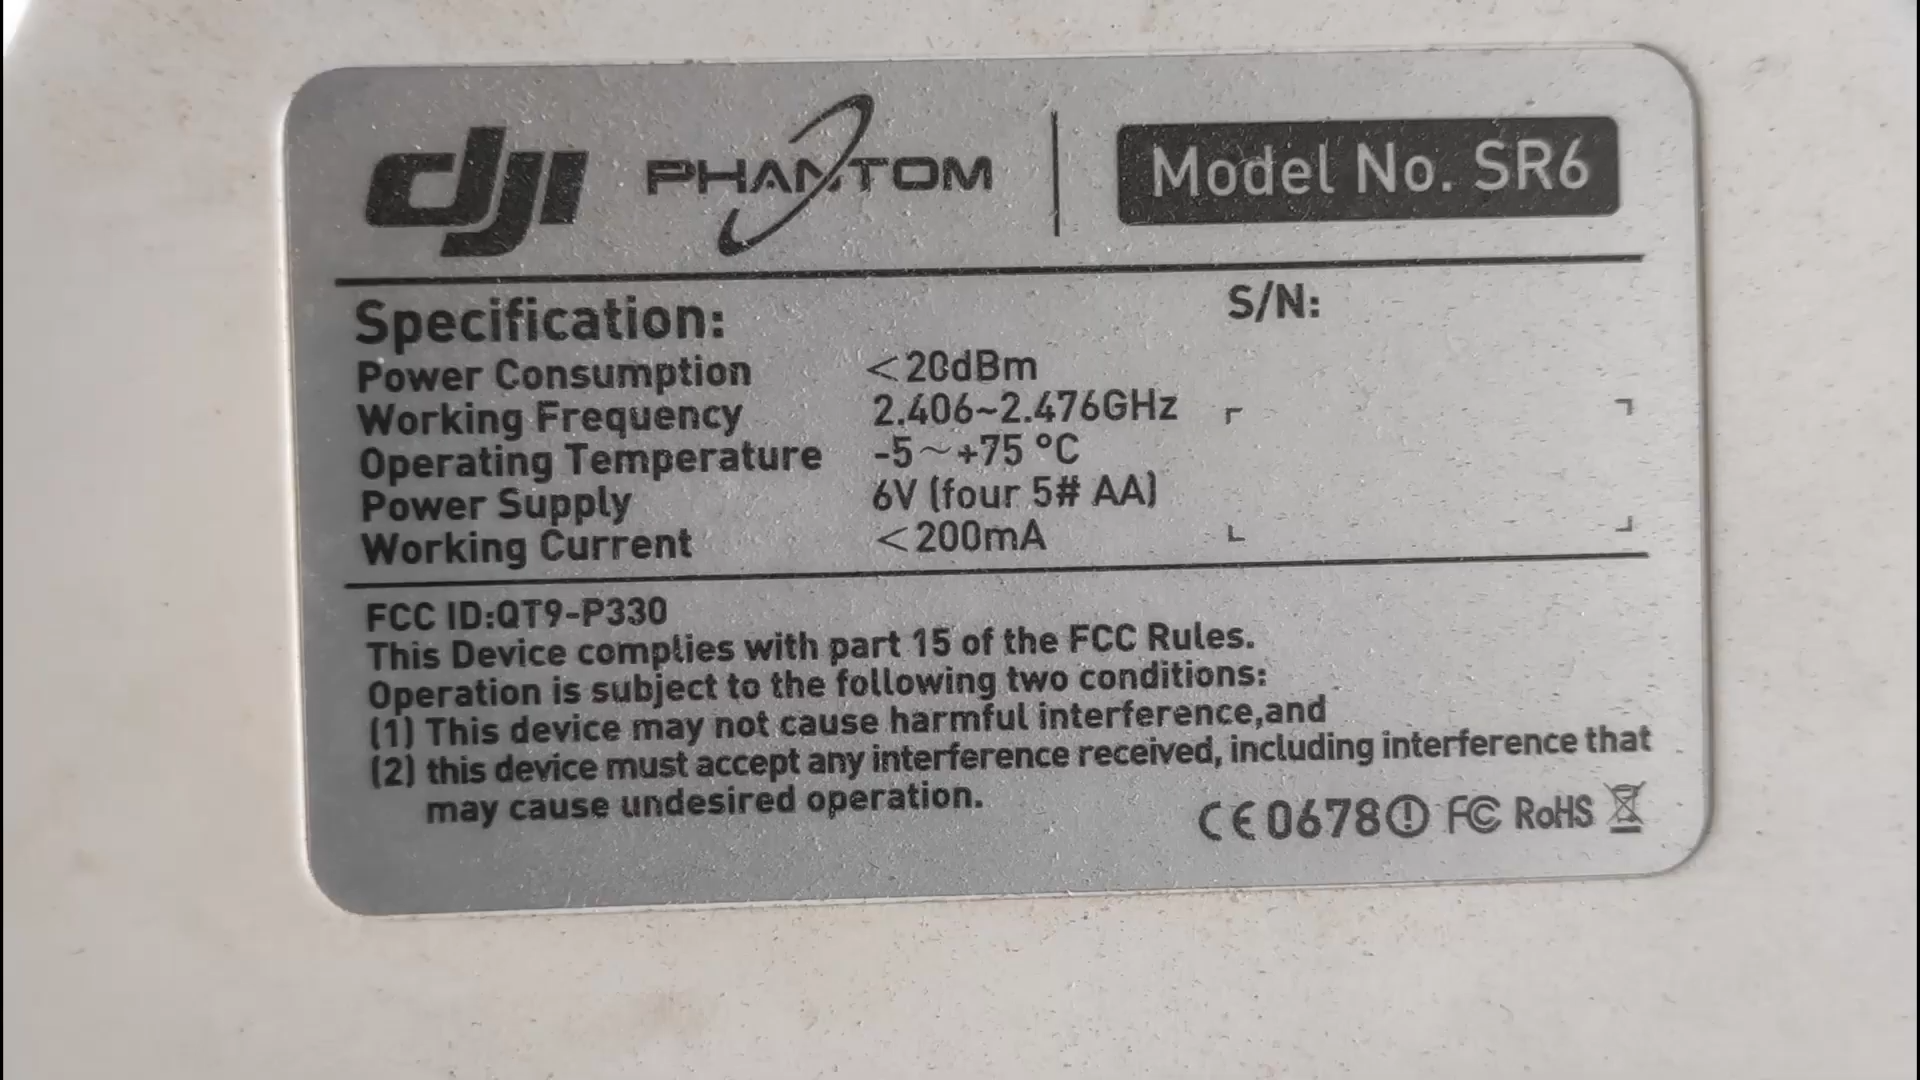 dji PHANTOM Model No. SR6
Specification: S/N:
Power Consumption <20dBm
Working Frequency 2.406~2.476GHz
Operating Temperature -5~+75 °C
Power Supply 6V (four 5# AA)
Working Current <200mA
FCC ID:QT9-P330
This Device complies with part 15 of the FCC Rules.
Operation is subject to the following two conditions:
(1) This device may not cause harmful interference,and
(2) this device must accept any interference received, including interference that
may cause undesired operation.
CE0678 FC RoHS